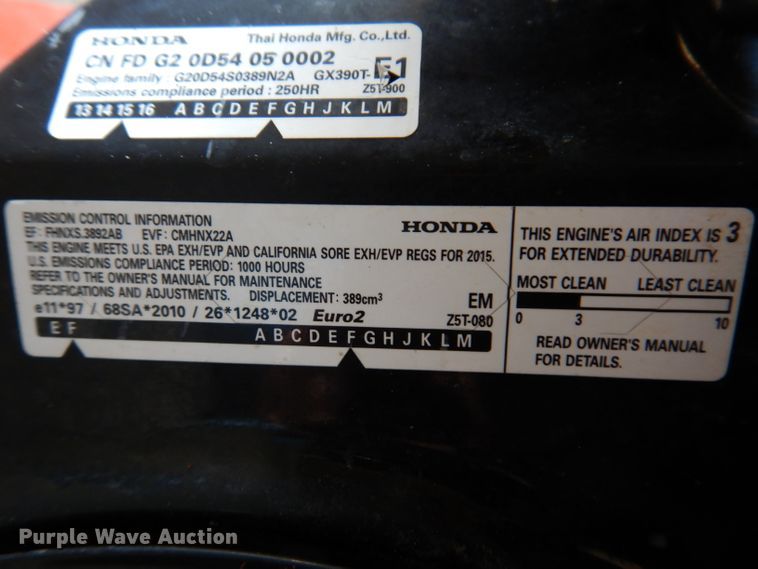 HONDA Thai Honda Mfg. Co.,Ltd.
CN FD G2 0D54 05 0002
Engine family : G20D54S0389N2A GX390T- E1
Emissions compliance period : 250HR Z5T-900
13 14 15 16 A B C D E F G H J K L M
EMISSION CONTROL INFORMATION
EF: FHNXS.3892AB EVF: CMHNX22A HONDA
THIS ENGINE MEETS U.S. EPA EXH/EVP AND CALIFORNIA SORE EXH/EVP REGS FOR 2015.
U.S. EMISSIONS COMPLIANCE PERIOD: 1000 HOURS
REFER TO THE OWNER'S MANUAL FOR MAINTENANCE
SPECIFICATIONS AND ADJUSTMENTS. DISPLACEMENT: 389cm³ EM
e11*97 / 68SA*2010 / 26*1248*02 Euro2 Z5T-080
E F A B C D E F G H J K L M
THIS ENGINE'S AIR INDEX IS 3
FOR EXTENDED DURABILITY.
MOST CLEAN LEAST CLEAN
0 3 10
READ OWNER'S MANUAL
FOR DETAILS.
Purple Wave Auction